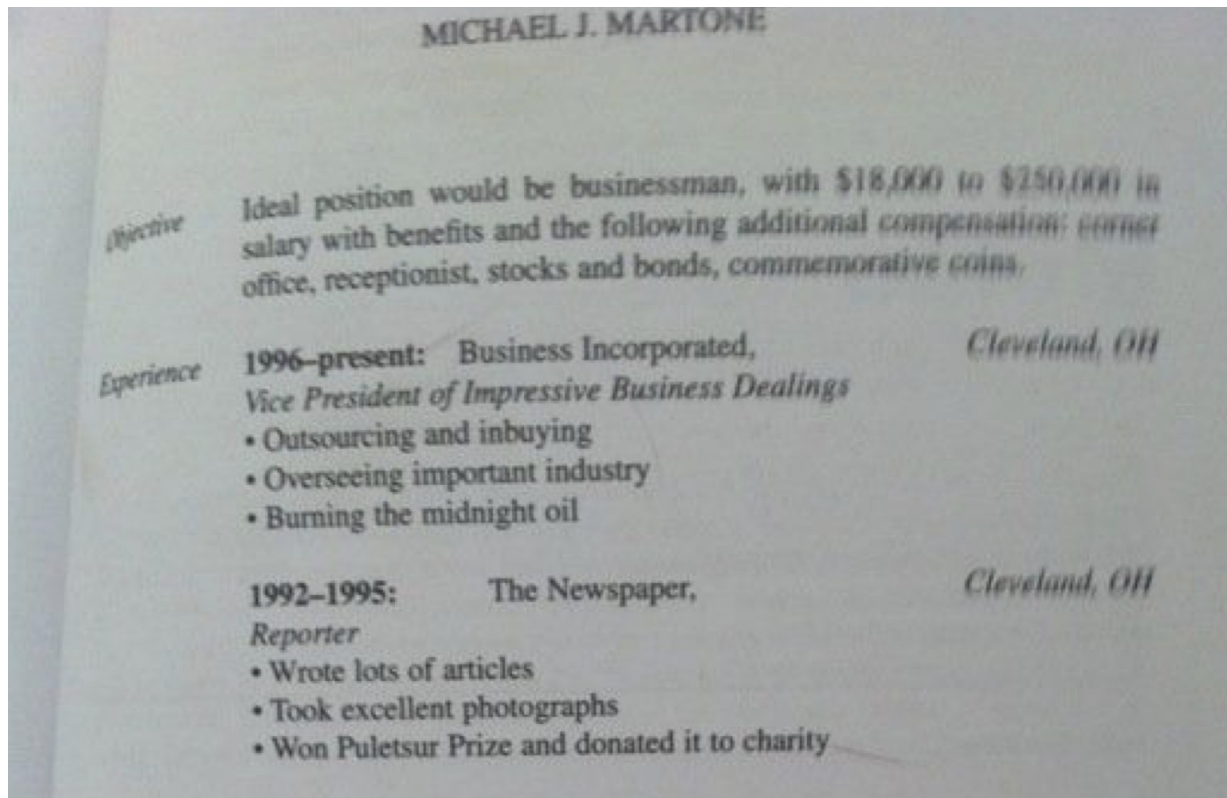 MICHAEL J. MARTONE
Objective Ideal position would be businessman, with $18,000 to $250,000 in
salary with benefits and the following additional compensation: corner
office, receptionist, stocks and bonds, commemorative coins.
Experience 1996–present: Business Incorporated, Cleveland, OH
Vice President of Impressive Business Dealings
• Outsourcing and inbuying
• Overseeing important industry
• Burning the midnight oil
1992–1995: The Newspaper, Cleveland, OH
Reporter
• Wrote lots of articles
• Took excellent photographs
• Won Puletsur Prize and donated it to charity